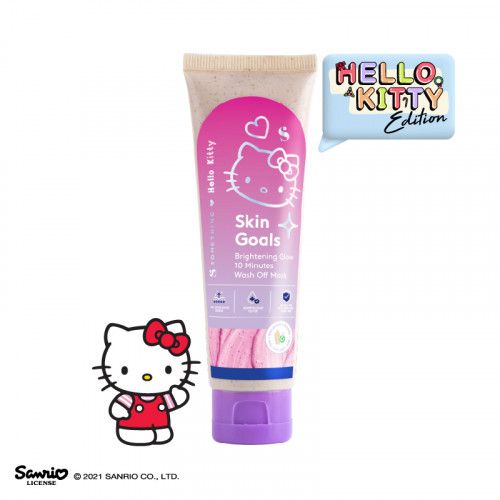 HELLO
KITTY
Edition
SOMETHINC Hello Kitty
Skin
Goals
Brightening Glow
10 Minutes
Wash Off Mask
Sanrio
LICENSE
© 2021 SANRIO CO., LTD.